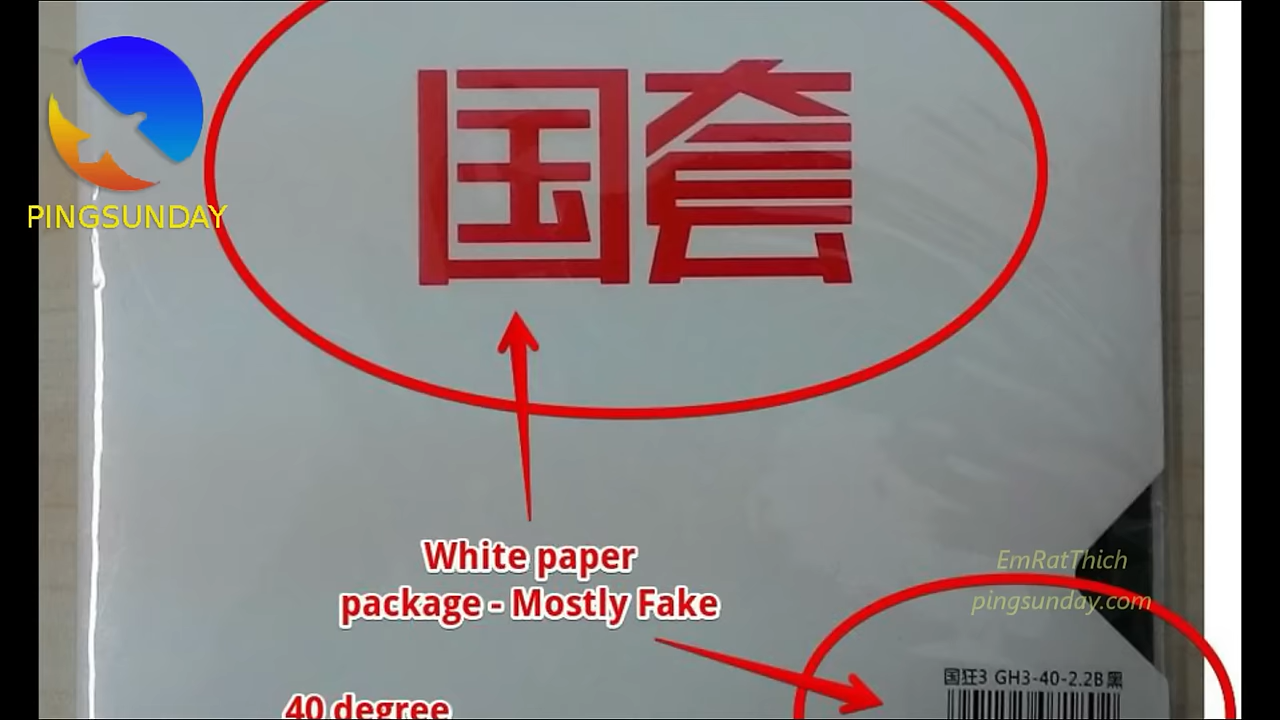 国套
PINGSUNDAY
White paper
package - Mostly Fake
EmRatThich
pingsunday.com
国狂3 GH3-40-2.2B黑
40 degree